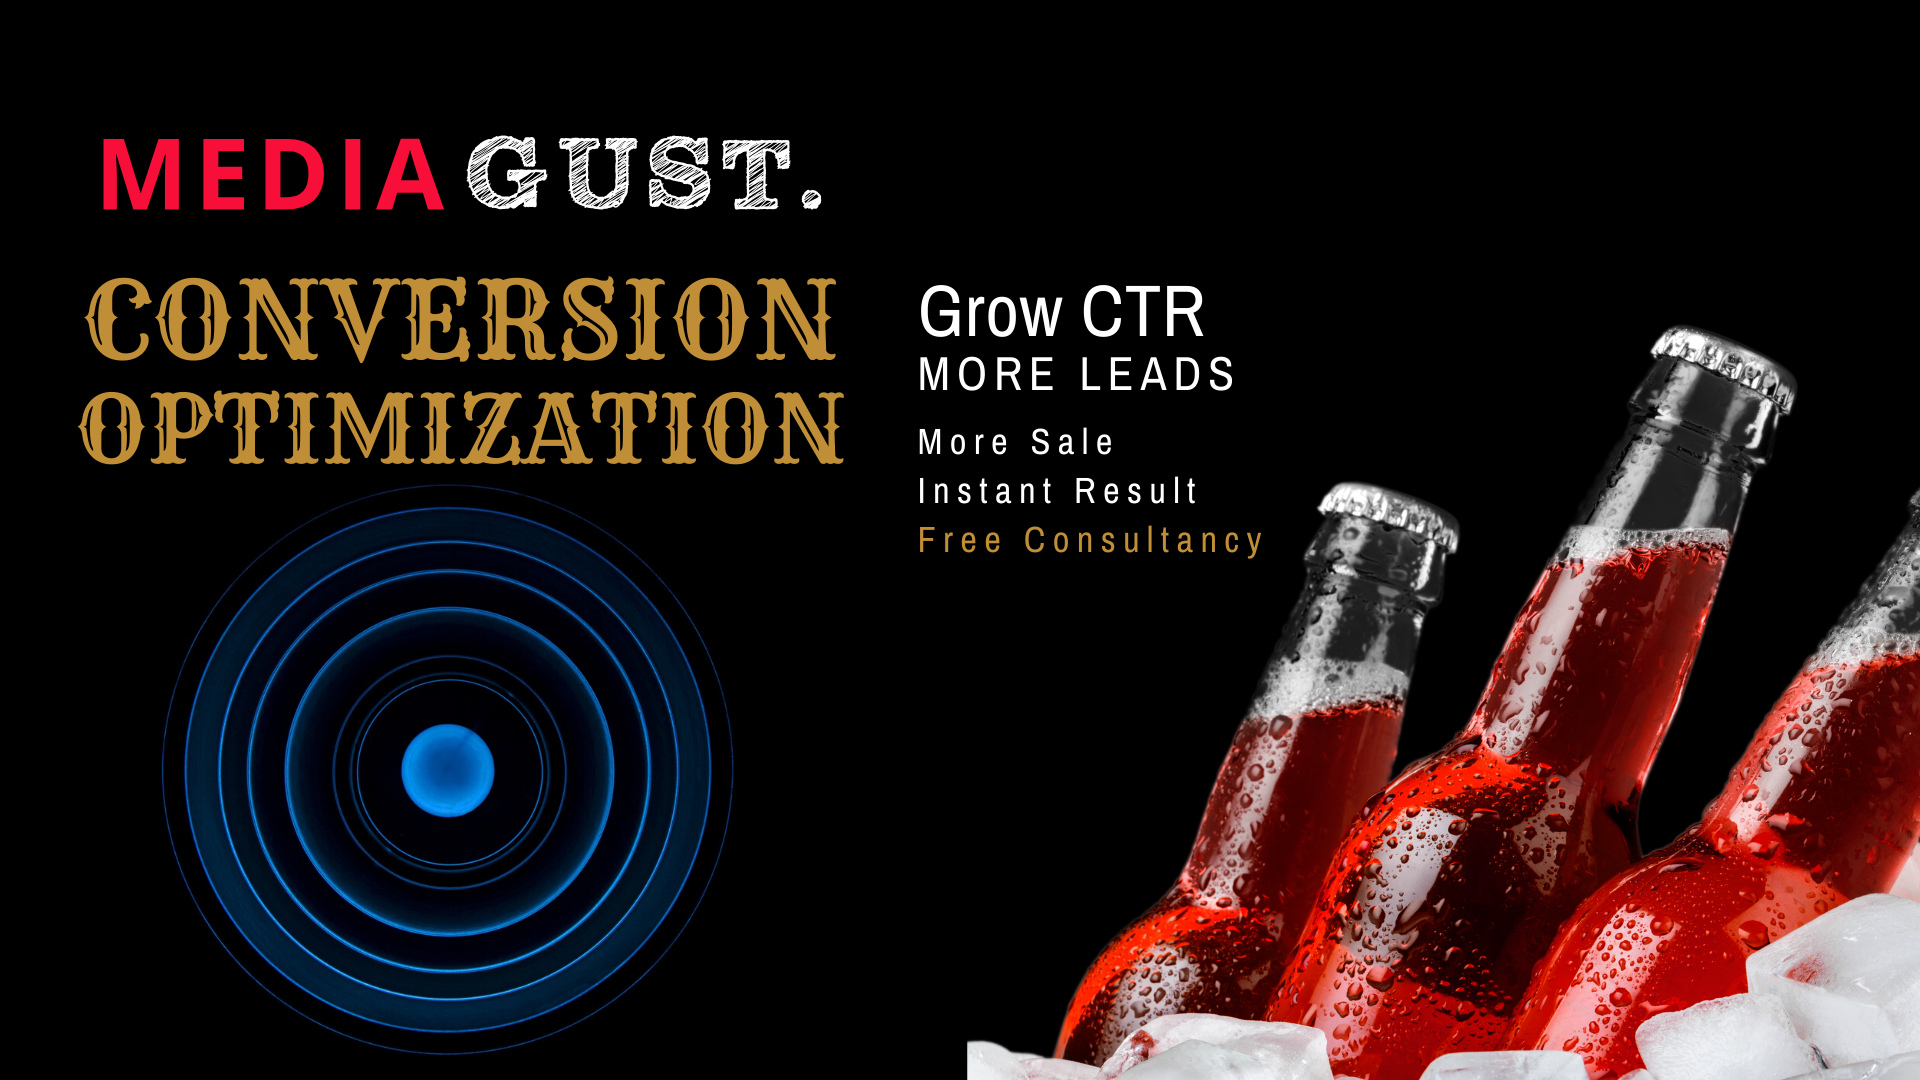 MEDIA GUST.
CONVERSION
OPTIMIZATION
Grow CTR
MORE LEADS
More Sale
Instant Result
Free Consultancy